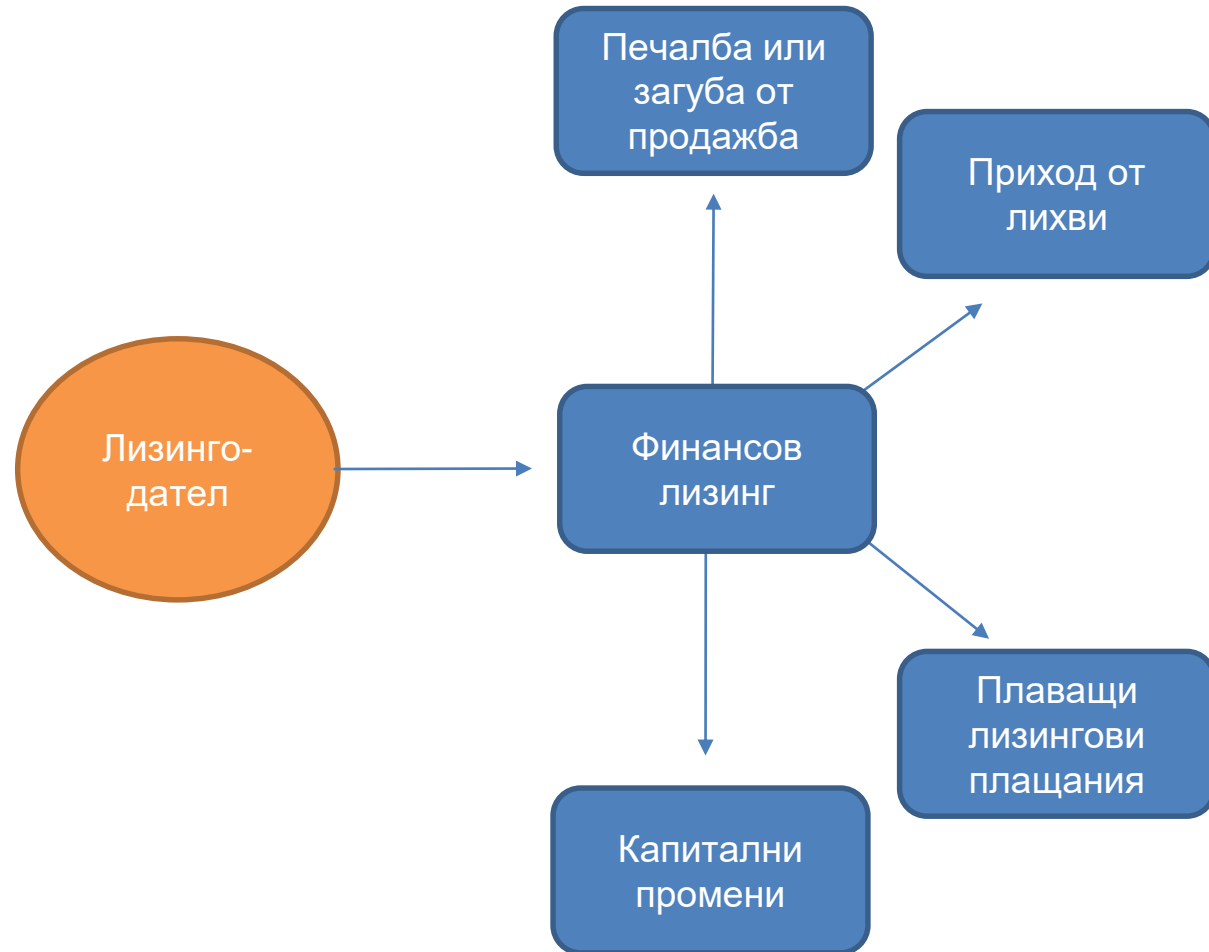 Печалба или
загуба от
продажба
Приход от
лихви
Лизинго-
дател
Финансов
лизинг
Плаващи
лизингови
плащания
Капитални
промени